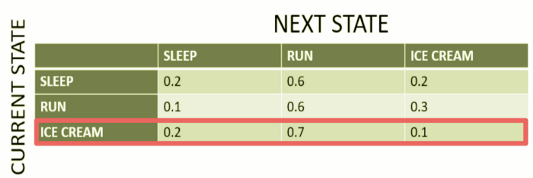 NEXT STATE
CURRENT STATE
SLEEP RUN ICE CREAM
SLEEP 0.2 0.6 0.2
RUN 0.1 0.6 0.3
ICE CREAM 0.2 0.7 0.1